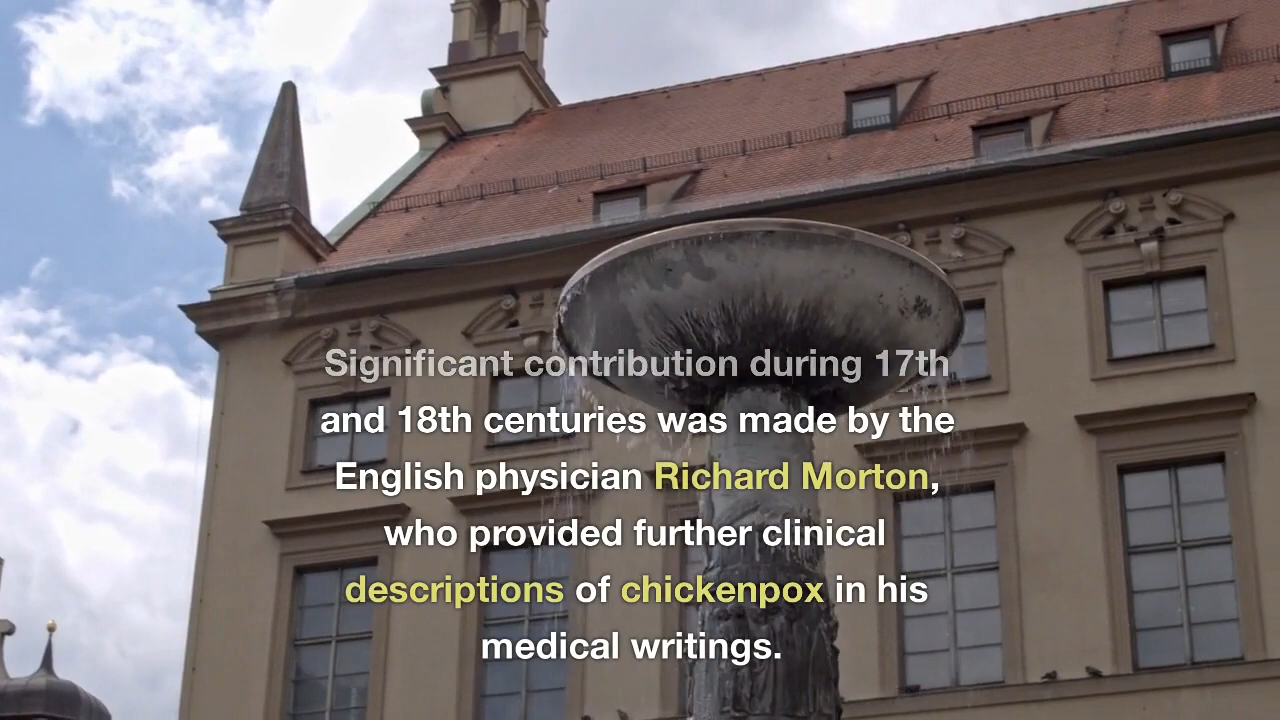 Significant contribution during 17th
and 18th centuries was made by the
English physician Richard Morton,
who provided further clinical
descriptions of chickenpox in his
medical writings.